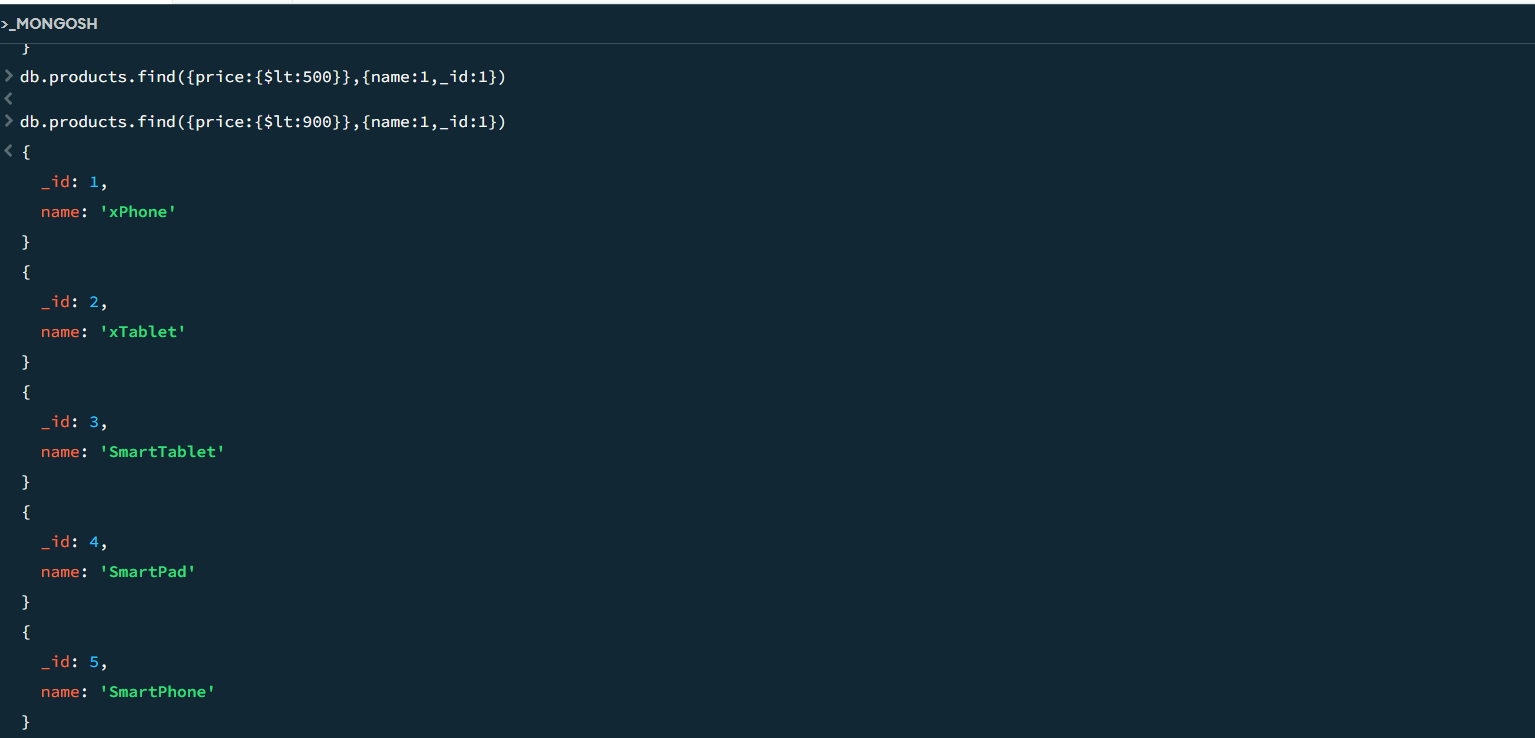 >_MONGOSH
}
> db.products.find({price:{$lt:500}},{name:1,_id:1})
<
> db.products.find({price:{$lt:900}},{name:1,_id:1})
< {
_id: 1,
name: 'xPhone'
}
{
_id: 2,
name: 'xTablet'
}
{
_id: 3,
name: 'SmartTablet'
}
{
_id: 4,
name: 'SmartPad'
}
{
_id: 5,
name: 'SmartPhone'
}